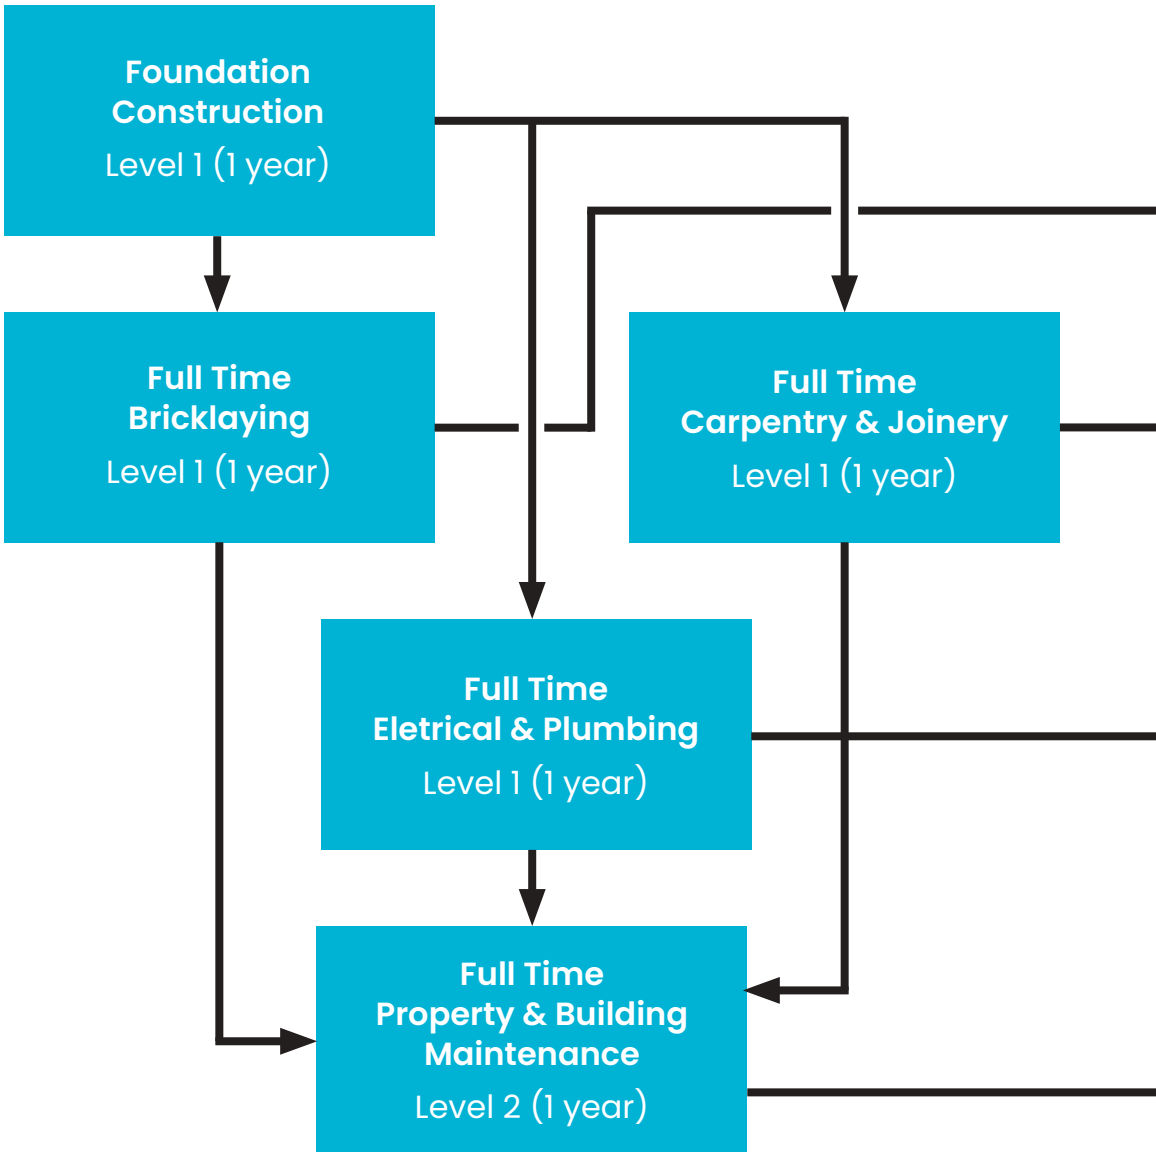 Foundation
Construction
Level 1 (1 year)
Full Time
Bricklaying
Level 1 (1 year)
Full Time
Carpentry & Joinery
Level 1 (1 year)
Full Time
Eletrical & Plumbing
Level 1 (1 year)
Full Time
Property & Building
Maintenance
Level 2 (1 year)